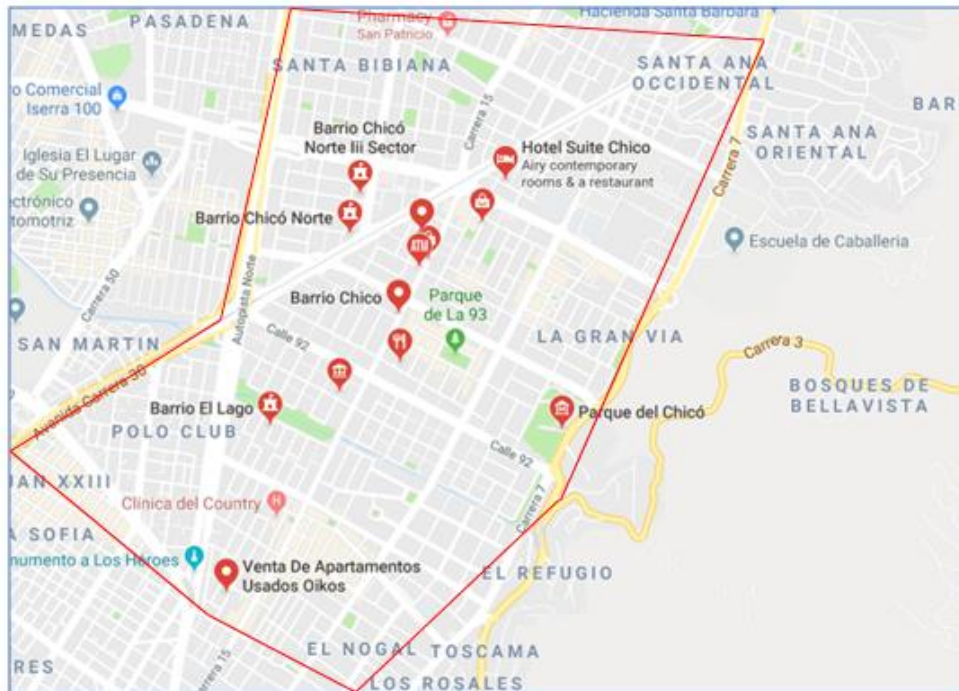 MEDAS
PASADENA
Pharmacy
San Patricio
Hacienda Santa Bárbara
SANTA BIBIANA
SANTA ANA
OCCIDENTAL
BAR
o Comercial
Iserra 100
Carrera 15
Barrio Chicó
Norte Iii Sector
Hotel Suite Chico
Airy contemporary
rooms & a restaurant
SANTA ANA
ORIENTAL
Iglesia El Lugar
de Su Presencia
Carrera 7
ectrónico
tomotriz
Barrio Chicó Norte
ATM
Escuela de Caballeria
Carrera 50
Autopista Norte
Barrio Chico
Parque
de La 93
SAN MARTIN
Calle 92
LA GRAN VIA
Carrera 3
BOSQUES DE
BELLAVISTA
Avenida Carrera 30
Barrio El Lago
Parque del Chicó
POLO CLUB
Calle 92
UAN XXIII
Clinica del Country
Carrera 7
A SOFIA
numento a Los Héroes
Venta De Apartamentos
Usados Oikos
EL REFUGIO
EL NOGAL
TOSCAMA
RES
Carrera 15
LOS ROSALES